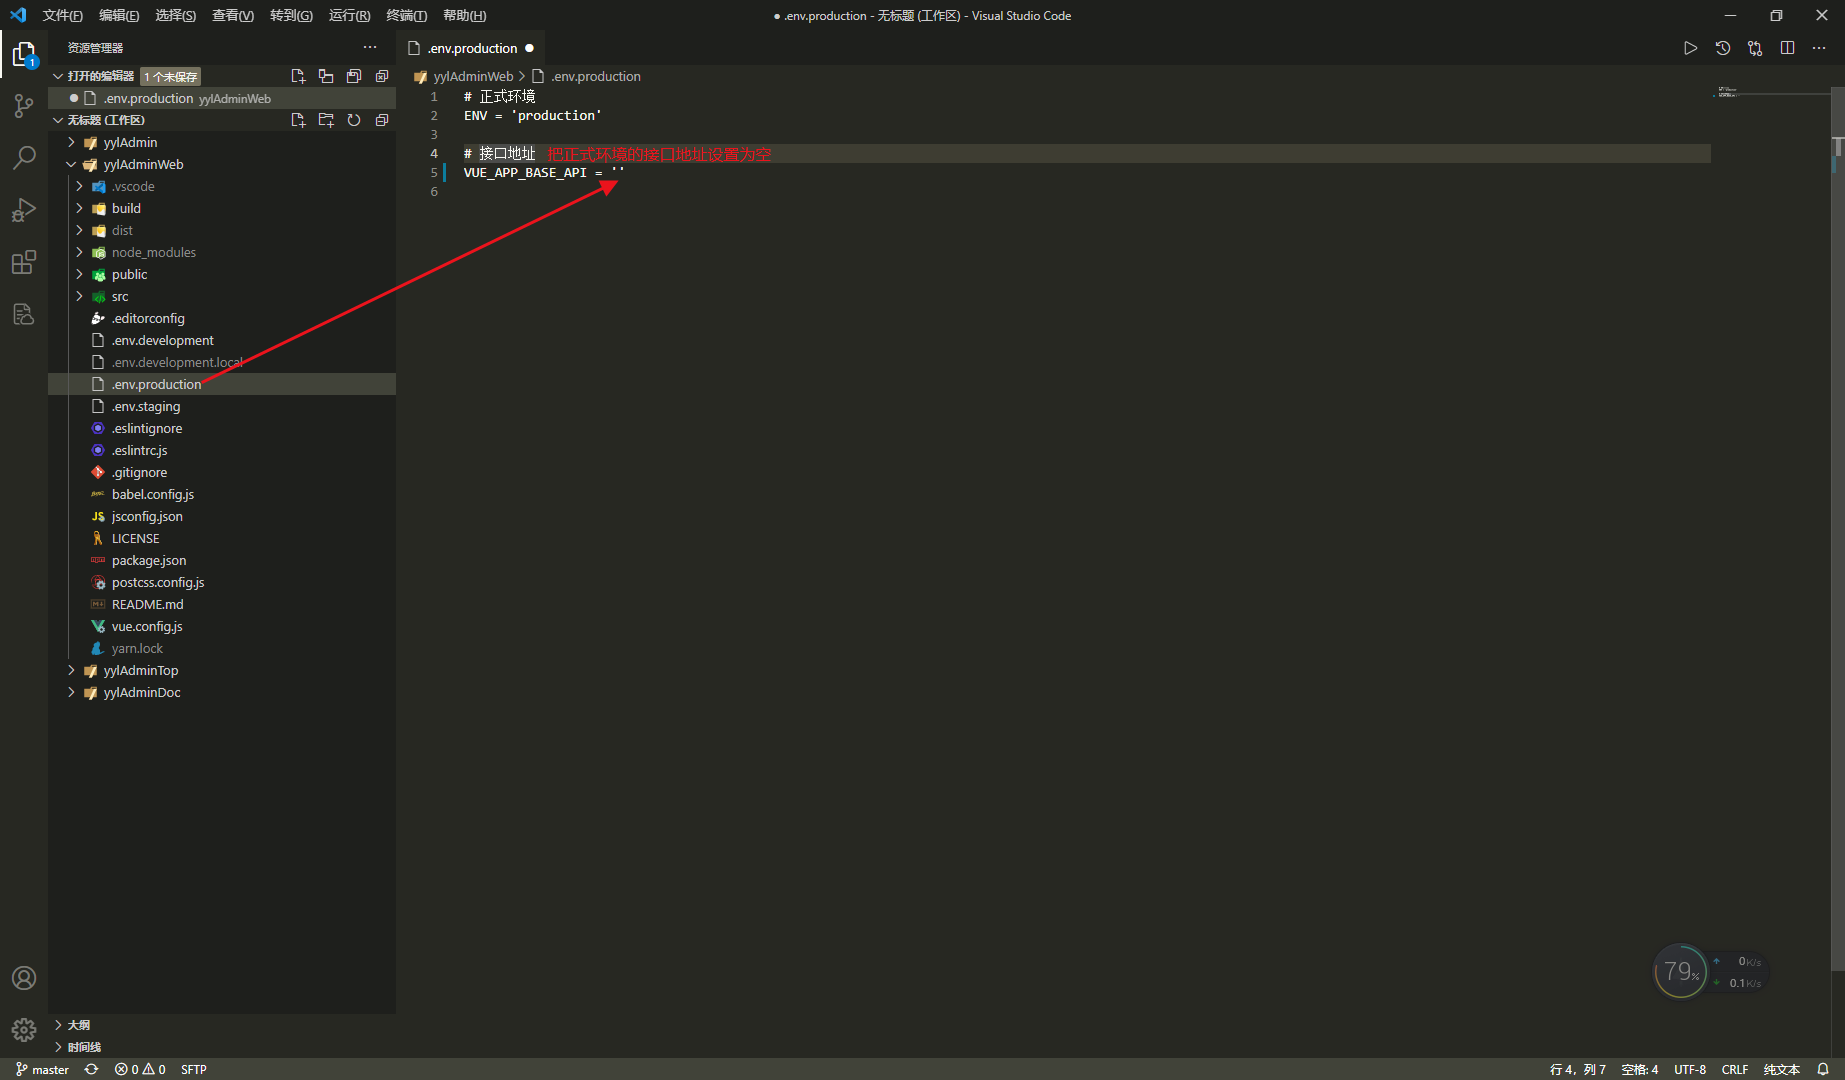 文件(F) 编辑(E) 选择(S) 查看(V) 转到(G) 运行(R) 终端(T) 帮助(H)
● .env.production - 无标题 (工作区) - Visual Studio Code
资源管理器
1
打开的编辑器 1 个未保存
.env.production yylAdminWeb
无标题 (工作区)
yylAdmin
yylAdminWeb
.vscode
build
dist
node_modules
public
src
.editorconfig
.env.development
.env.development.local
.env.production
.env.staging
.eslintignore
.eslintrc.js
.gitignore
babel.config.js
jsconfig.json
LICENSE
package.json
postcss.config.js
README.md
vue.config.js
yarn.lock
yylAdminTop
yylAdminDoc
大纲
时间线
.env.production
yylAdminWeb > .env.production
1 # 正式环境
2 ENV = 'production'
3
4 # 接口地址 把正式环境的接口地址设置为空
5 VUE_APP_BASE_API = ''
6
79%
0K/s
0.1K/s
master 0 0 SFTP
行 4，列 7 空格: 4 UTF-8 CRLF 纯文本